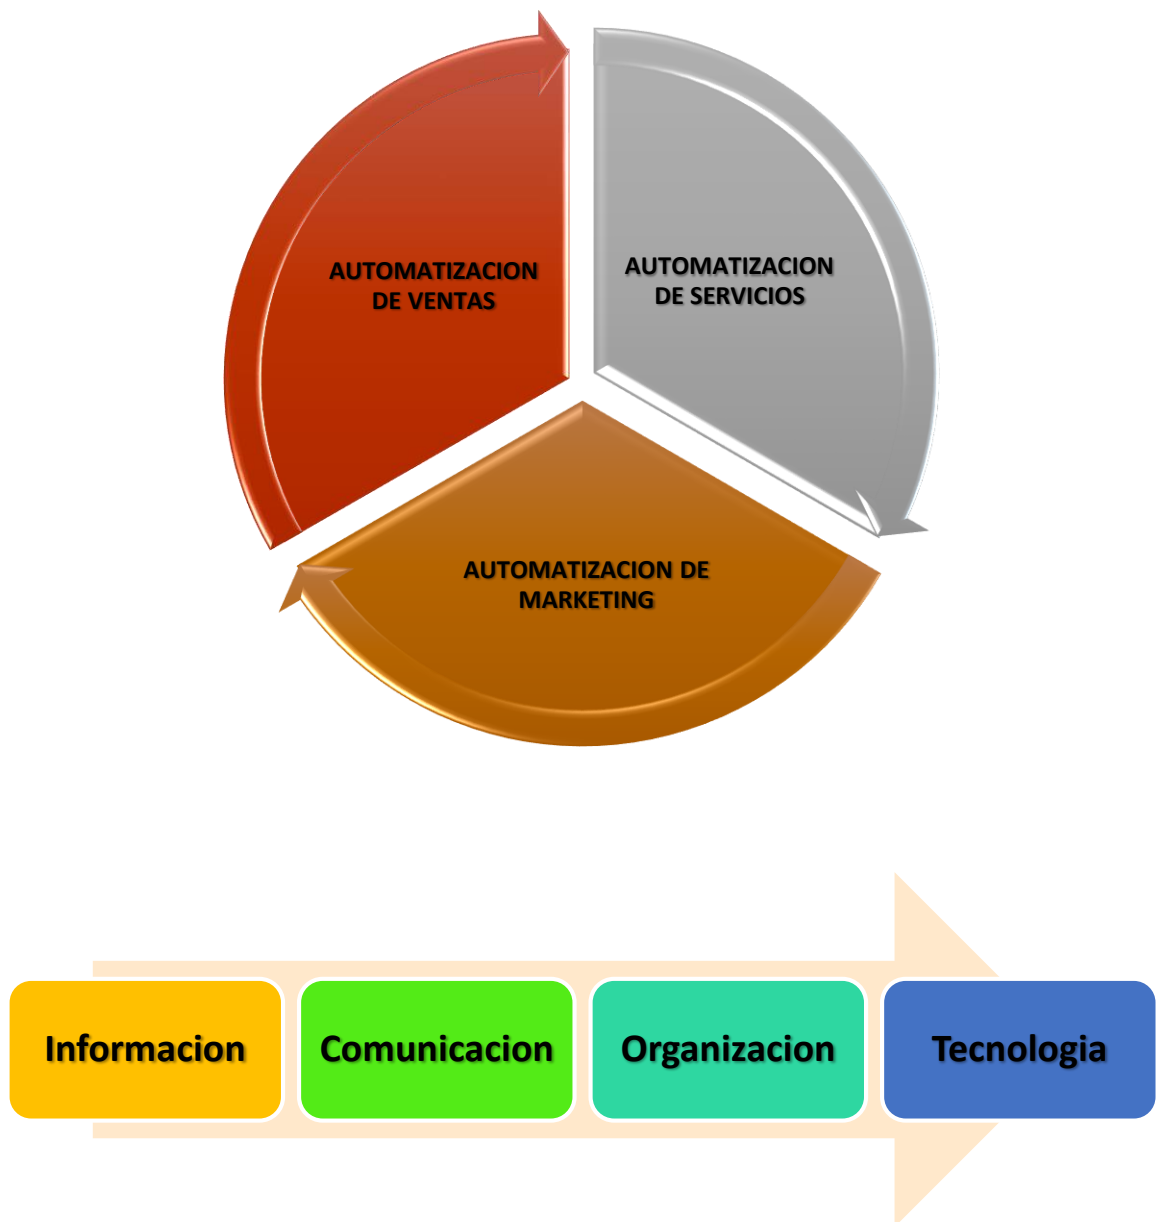 AUTOMATIZACION
DE VENTAS
AUTOMATIZACION
DE SERVICIOS
AUTOMATIZACION DE
MARKETING
Informacion
Comunicacion
Organizacion
Tecnologia